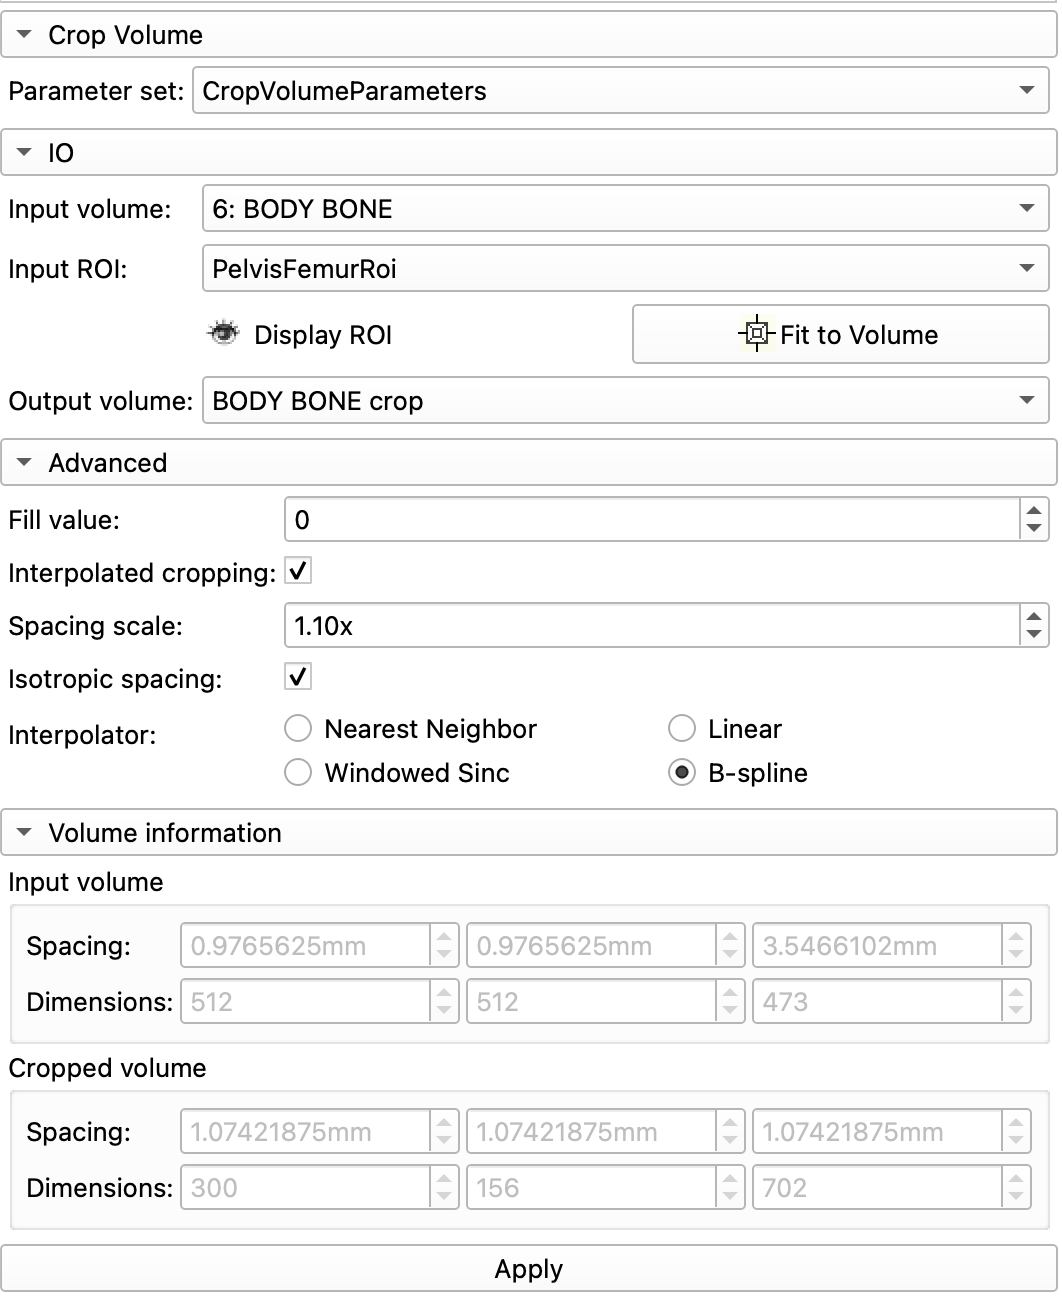 Crop Volume
Parameter set: CropVolumeParameters
IO
Input volume: 6: BODY BONE
Input ROI: PelvisFemurRoi
Display ROI Fit to Volume
Output volume: BODY BONE crop
Advanced
Fill value: 0
Interpolated cropping:
Spacing scale: 1.10x
Isotropic spacing:
Interpolator: Nearest Neighbor Linear
Windowed Sinc B-spline
Volume information
Input volume
Spacing: 0.9765625mm 0.9765625mm 3.5466102mm
Dimensions: 512 512 473
Cropped volume
Spacing: 1.07421875mm 1.07421875mm 1.07421875mm
Dimensions: 300 156 702
Apply